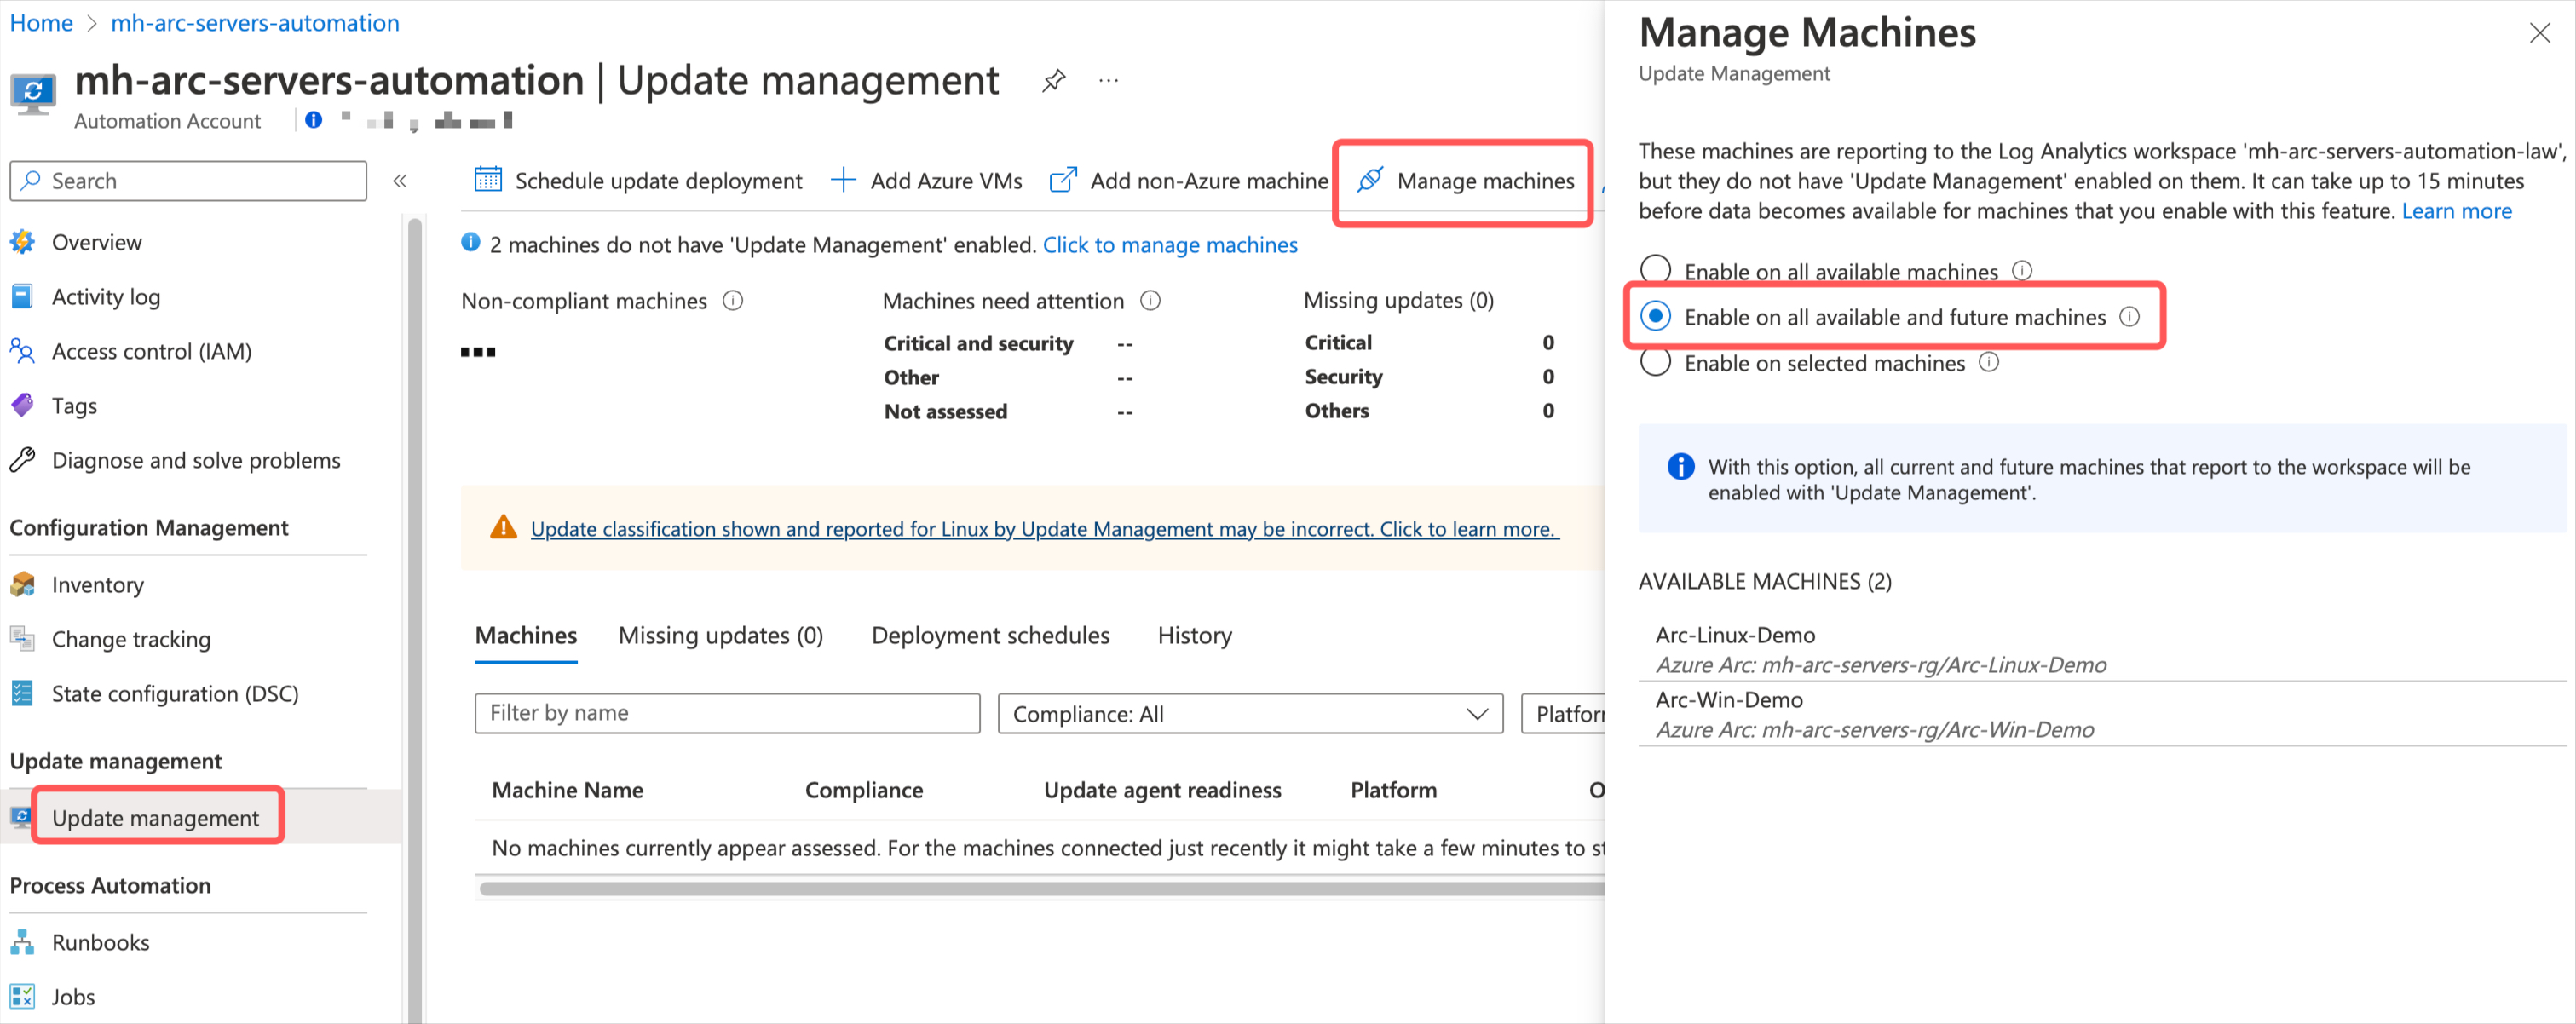 Home > mh-arc-servers-automation
mh-arc-servers-automation | Update management ...
Automation Account
Search
«
Overview
Activity log
Access control (IAM)
Tags
Diagnose and solve problems
Configuration Management
Inventory
Change tracking
State configuration (DSC)
Update management
Update management
Process Automation
Runbooks
Jobs
Schedule update deployment
Add Azure VMs
Add non-Azure machine
Manage machines
2 machines do not have 'Update Management' enabled. Click to manage machines
Non-compliant machines
Machines need attention
Critical and security --
Other --
Not assessed --
Missing updates (0)
Critical 0
Security 0
Others 0
Update classification shown and reported for Linux by Update Management may be incorrect. Click to learn more.
Machines Missing updates (0) Deployment schedules History
Filter by name
Compliance: All
Machine Name Compliance Update agent readiness Platform
No machines currently appear assessed. For the machines connected just recently it might take a few minutes to
Manage Machines
Update Management
These machines are reporting to the Log Analytics workspace 'mh-arc-servers-automation-law',
but they do not have 'Update Management' enabled on them. It can take up to 15 minutes
before data becomes available for machines that you enable with this feature. Learn more
Enable on all available machines
Enable on all available and future machines
Enable on selected machines
With this option, all current and future machines that report to the workspace will be
enabled with 'Update Management'.
AVAILABLE MACHINES (2)
Arc-Linux-Demo
Azure Arc: mh-arc-servers-rg/Arc-Linux-Demo
Arc-Win-Demo
Azure Arc: mh-arc-servers-rg/Arc-Win-Demo